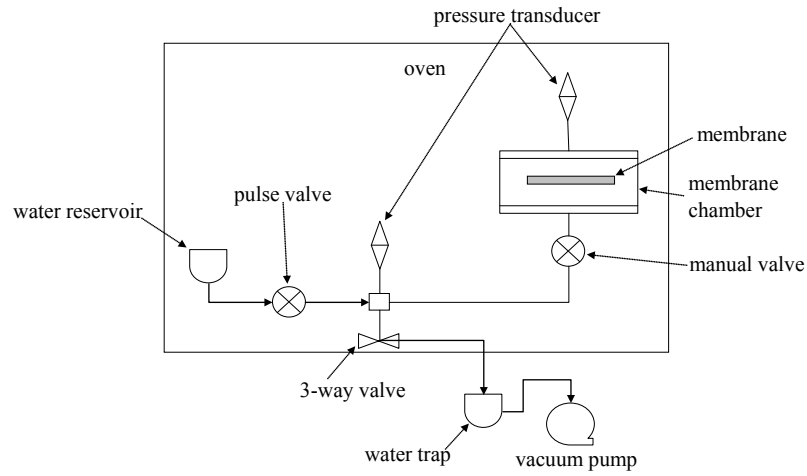 pressure transducer
oven
membrane
membrane
chamber
water reservoir
pulse valve
manual valve
3-way valve
water trap
vacuum pump